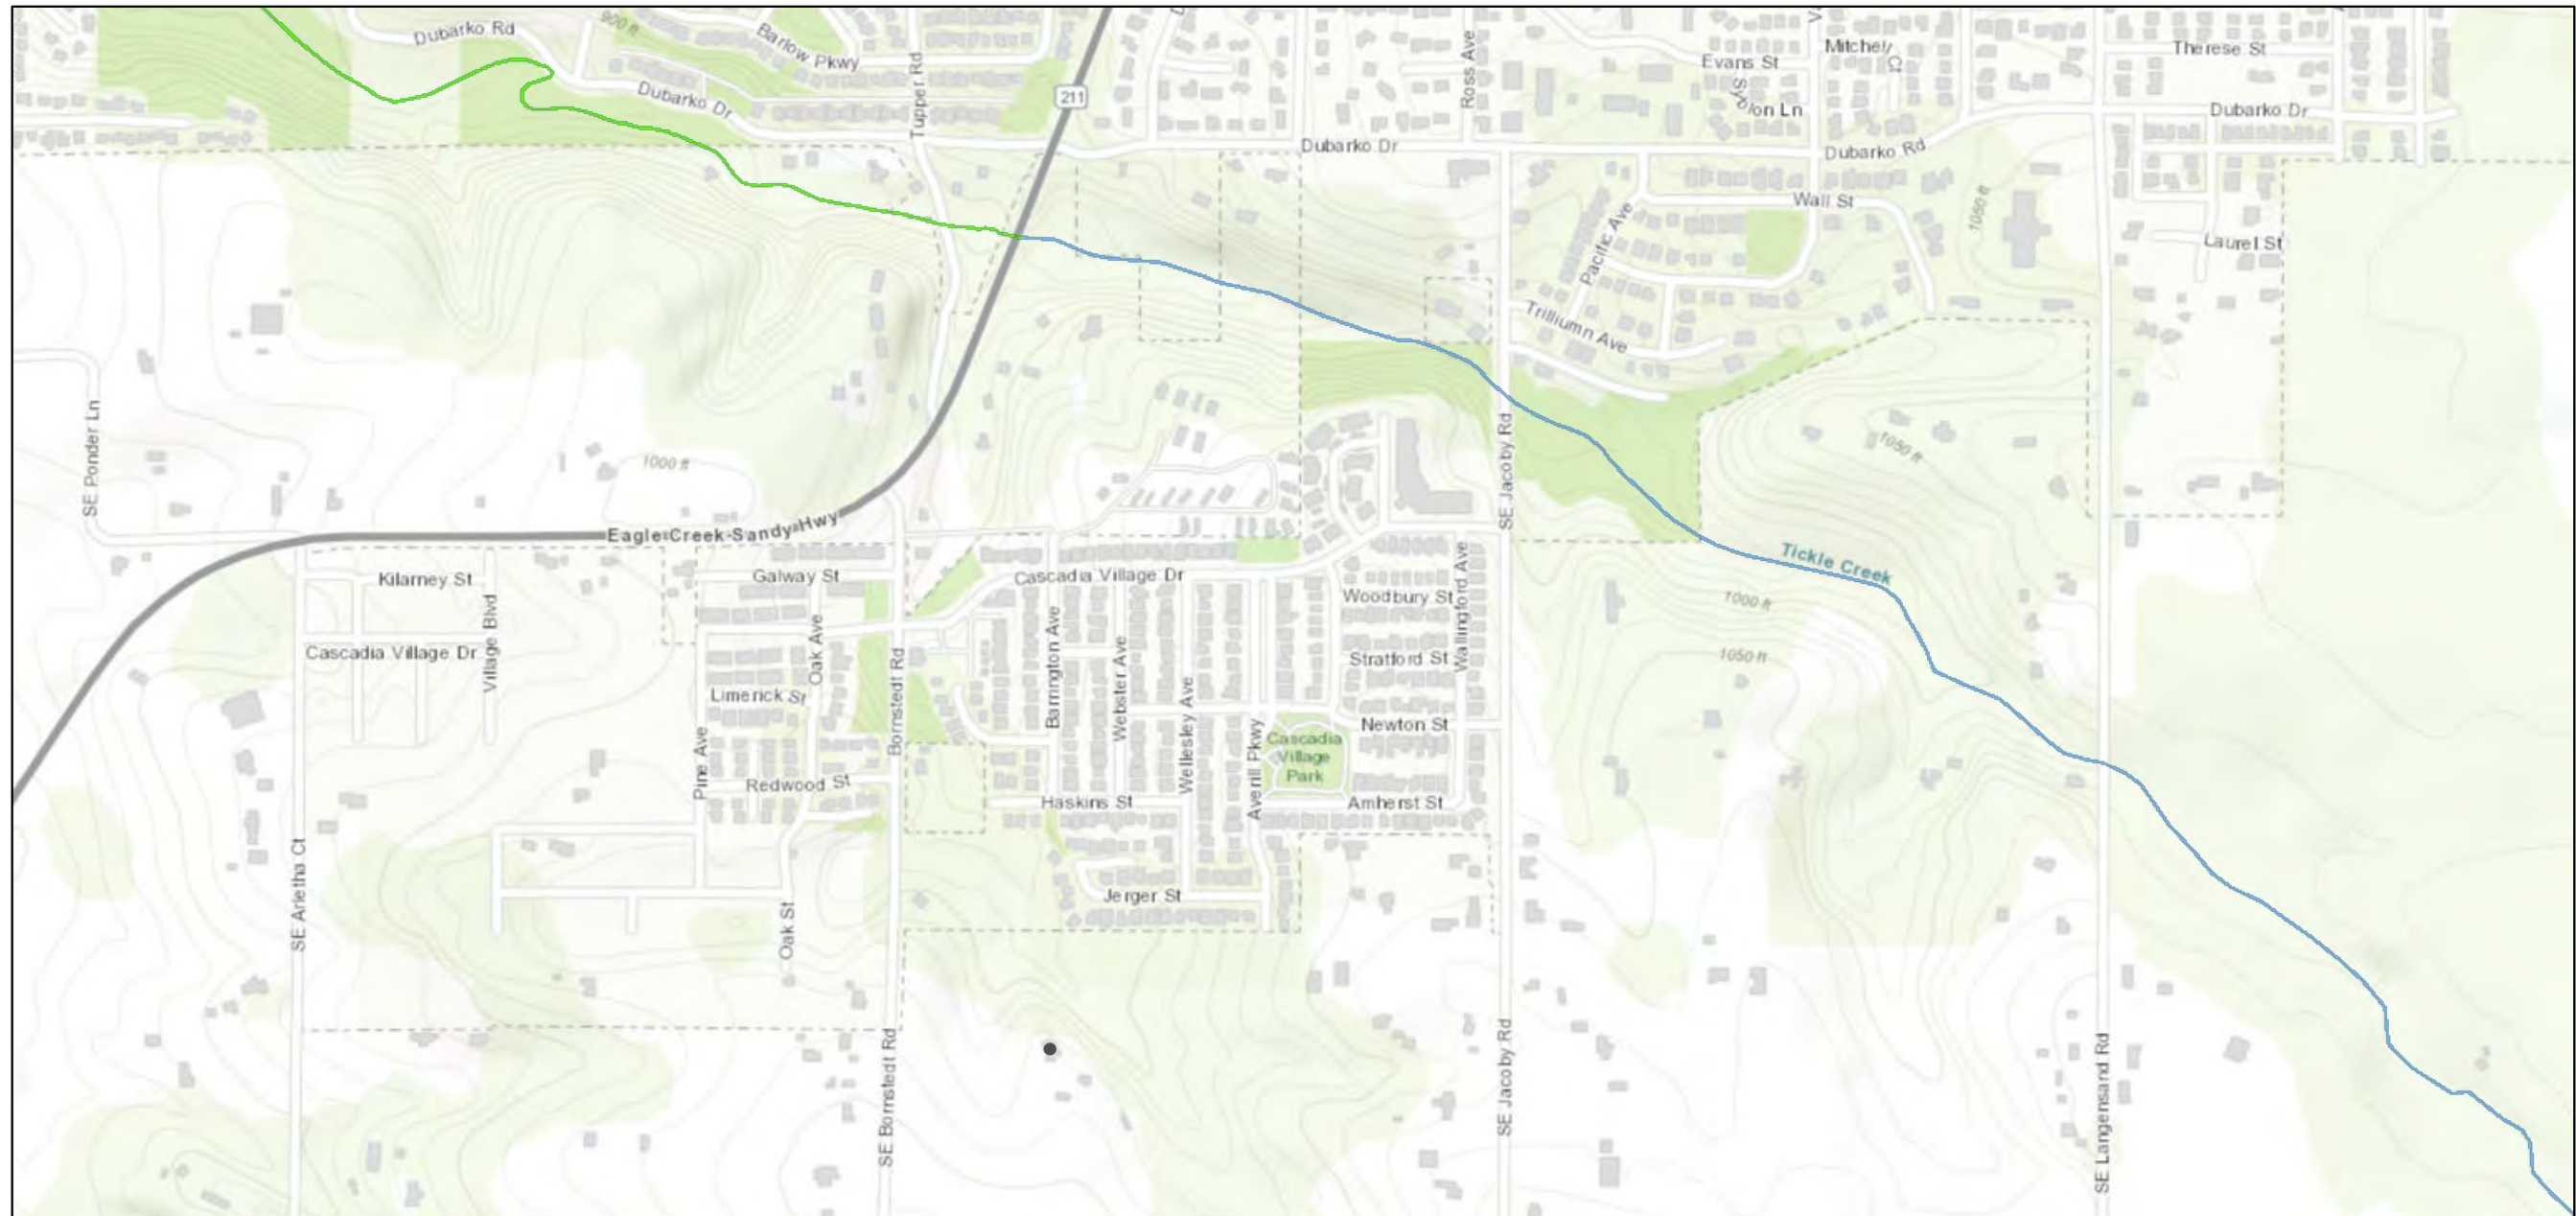 Dubarko Rd
900 ft
Barlow Pkwy
Tupper Rd
Ross Ave
Evans St
Mitchell Ct
Therese St
Dubarko Dr
211
Dubarko Dr
Dubarko Dr
Dubarko Rd
Wall St
Pacific Ave
1050 ft
Laurel St
Trilliumn Ave
SE Ponder Ln
1000 ft
SE Jacoby Rd
1050 ft
Eagle Creek-Sandy Hwy
Tickle Creek
Kilarney St
Galway St
Cascadia Village Dr
Woodbury St
Wallingford Ave
1000 ft
Village Blvd
Oak Ave
Barrington Ave
Webster Ave
Cascadia Village Dr
Stratford St
1050 ft
Limerick St
Bornstedt Rd
Wellesley Ave
Newton St
Pine Ave
Averill Pkwy
Cascadia
Village
Park
Redwood St
Haskins St
Amherst St
SE Arletha Ct
Jerger St
Oak St
SE Bornstedt Rd
SE Jacoby Rd
SE Langensand Rd